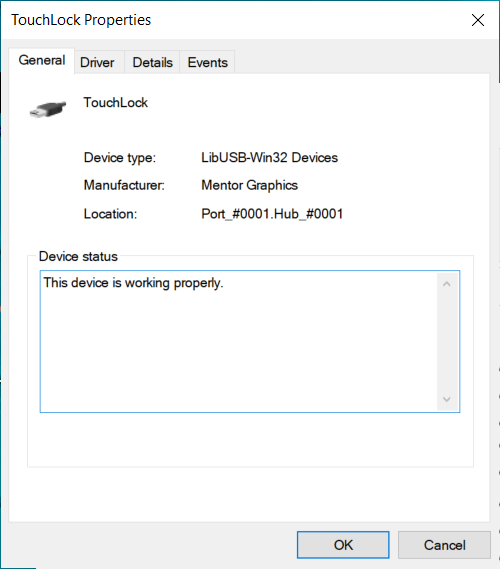 TouchLock Properties
General Driver Details Events
TouchLock
Device type: LibUSB-Win32 Devices
Manufacturer: Mentor Graphics
Location: Port_#0001.Hub_#0001
Device status
This device is working properly.
OK Cancel